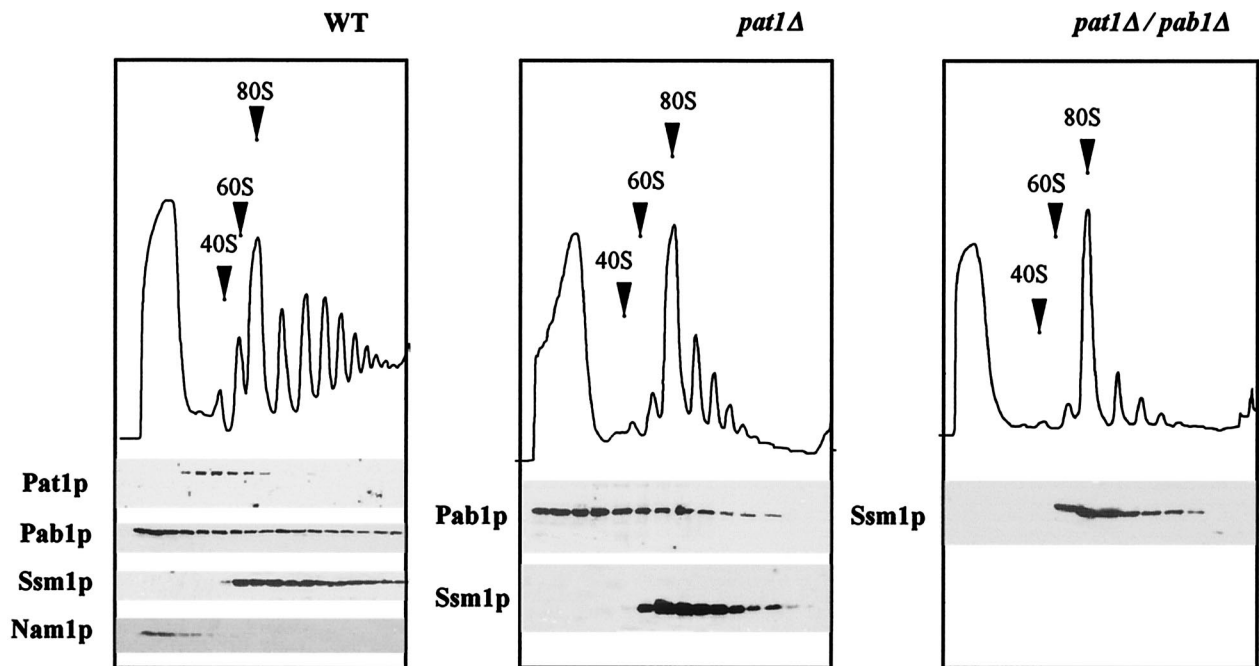 WT
80S
60S
40S
Pat1p
Pab1p
Ssm1p
Nam1p
pat1Δ
80S
60S
40S
Pab1p
Ssm1p
pat1Δ / pab1Δ
80S
60S
40S
Ssm1p